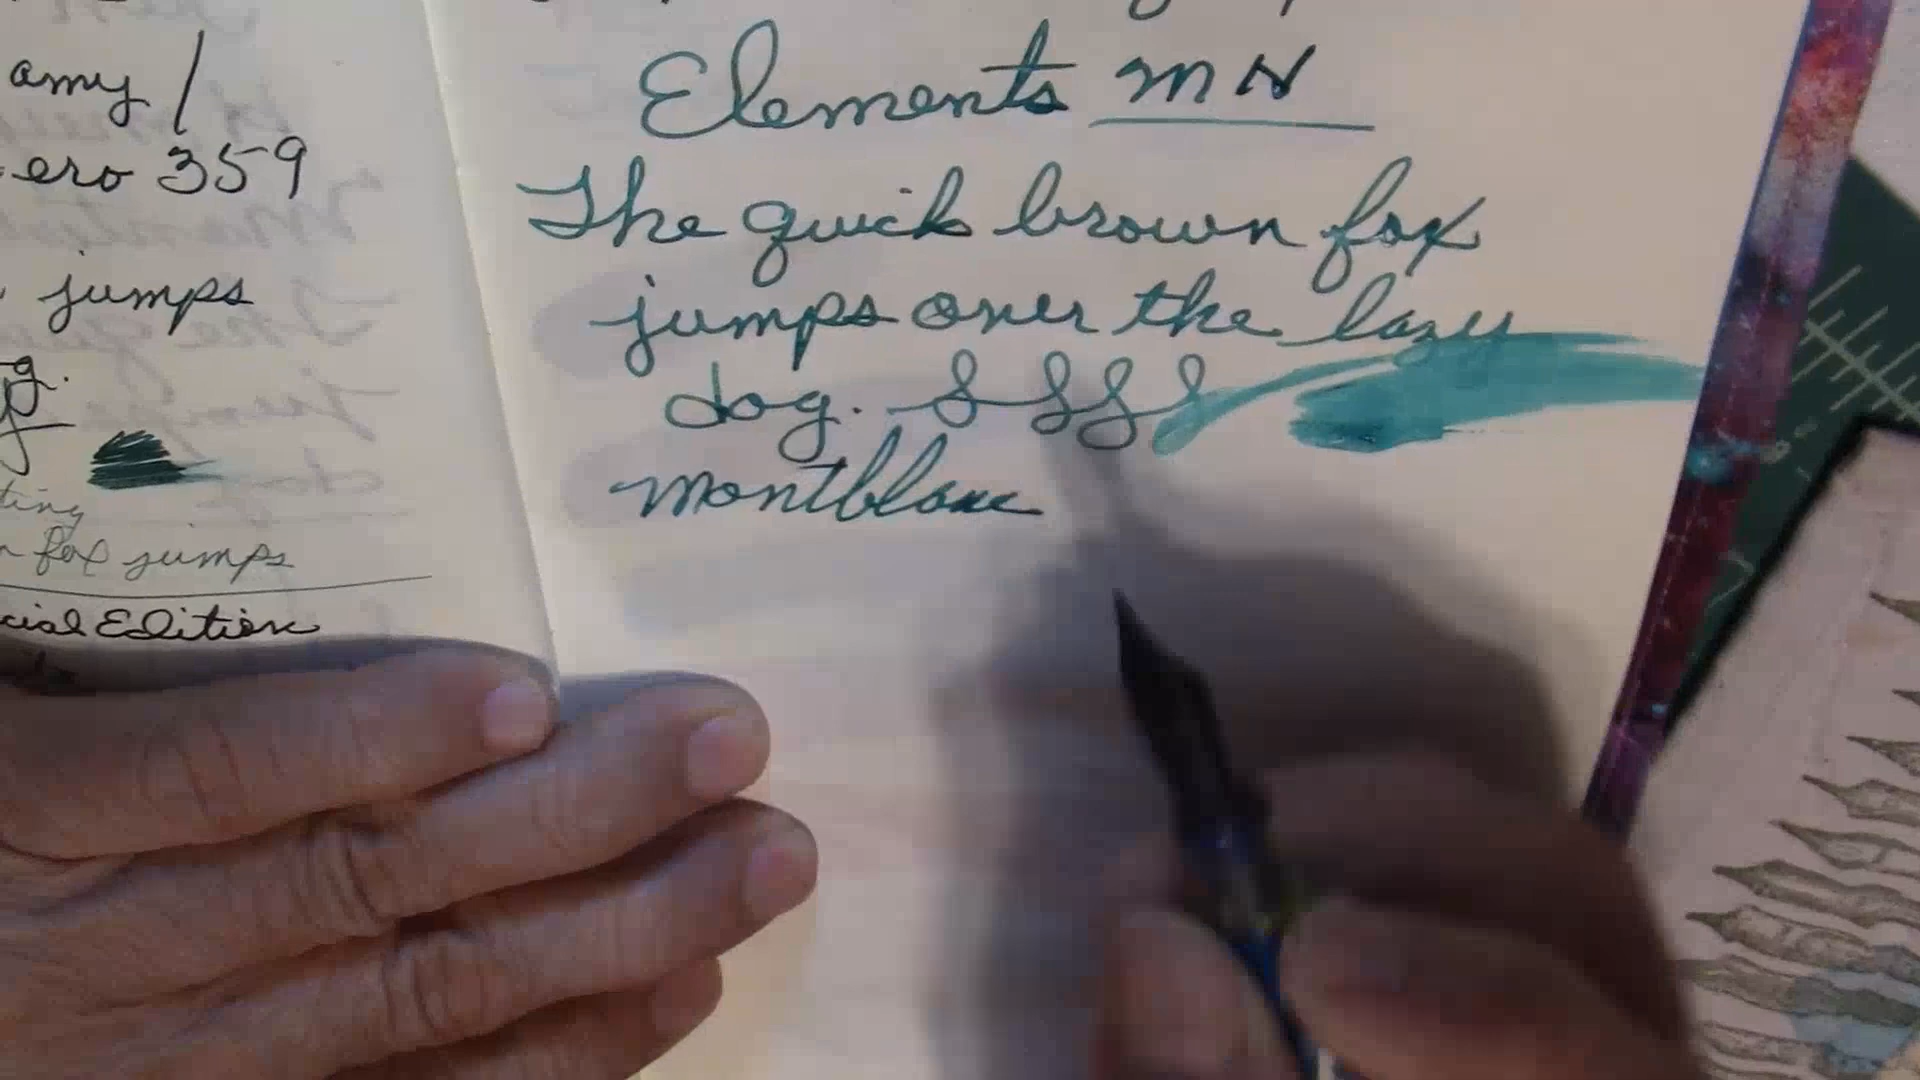 amy /
ero 359
jumps
g.
ting
fox jumps
cial Edition
Elements MN
The quick brown fox
jumps over the lazy
dog.
Montblanc